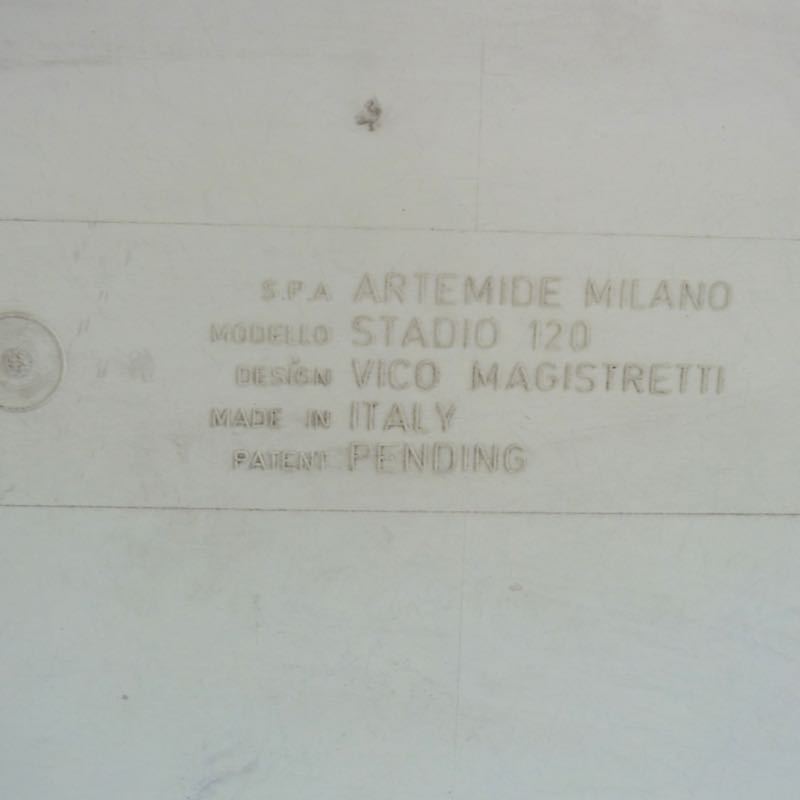 S.P.A ARTEMIDE MILANO
MODELLO STADIO 120
DESIGN VICO MAGISTRETTI
MADE IN ITALY
PATENT PENDING